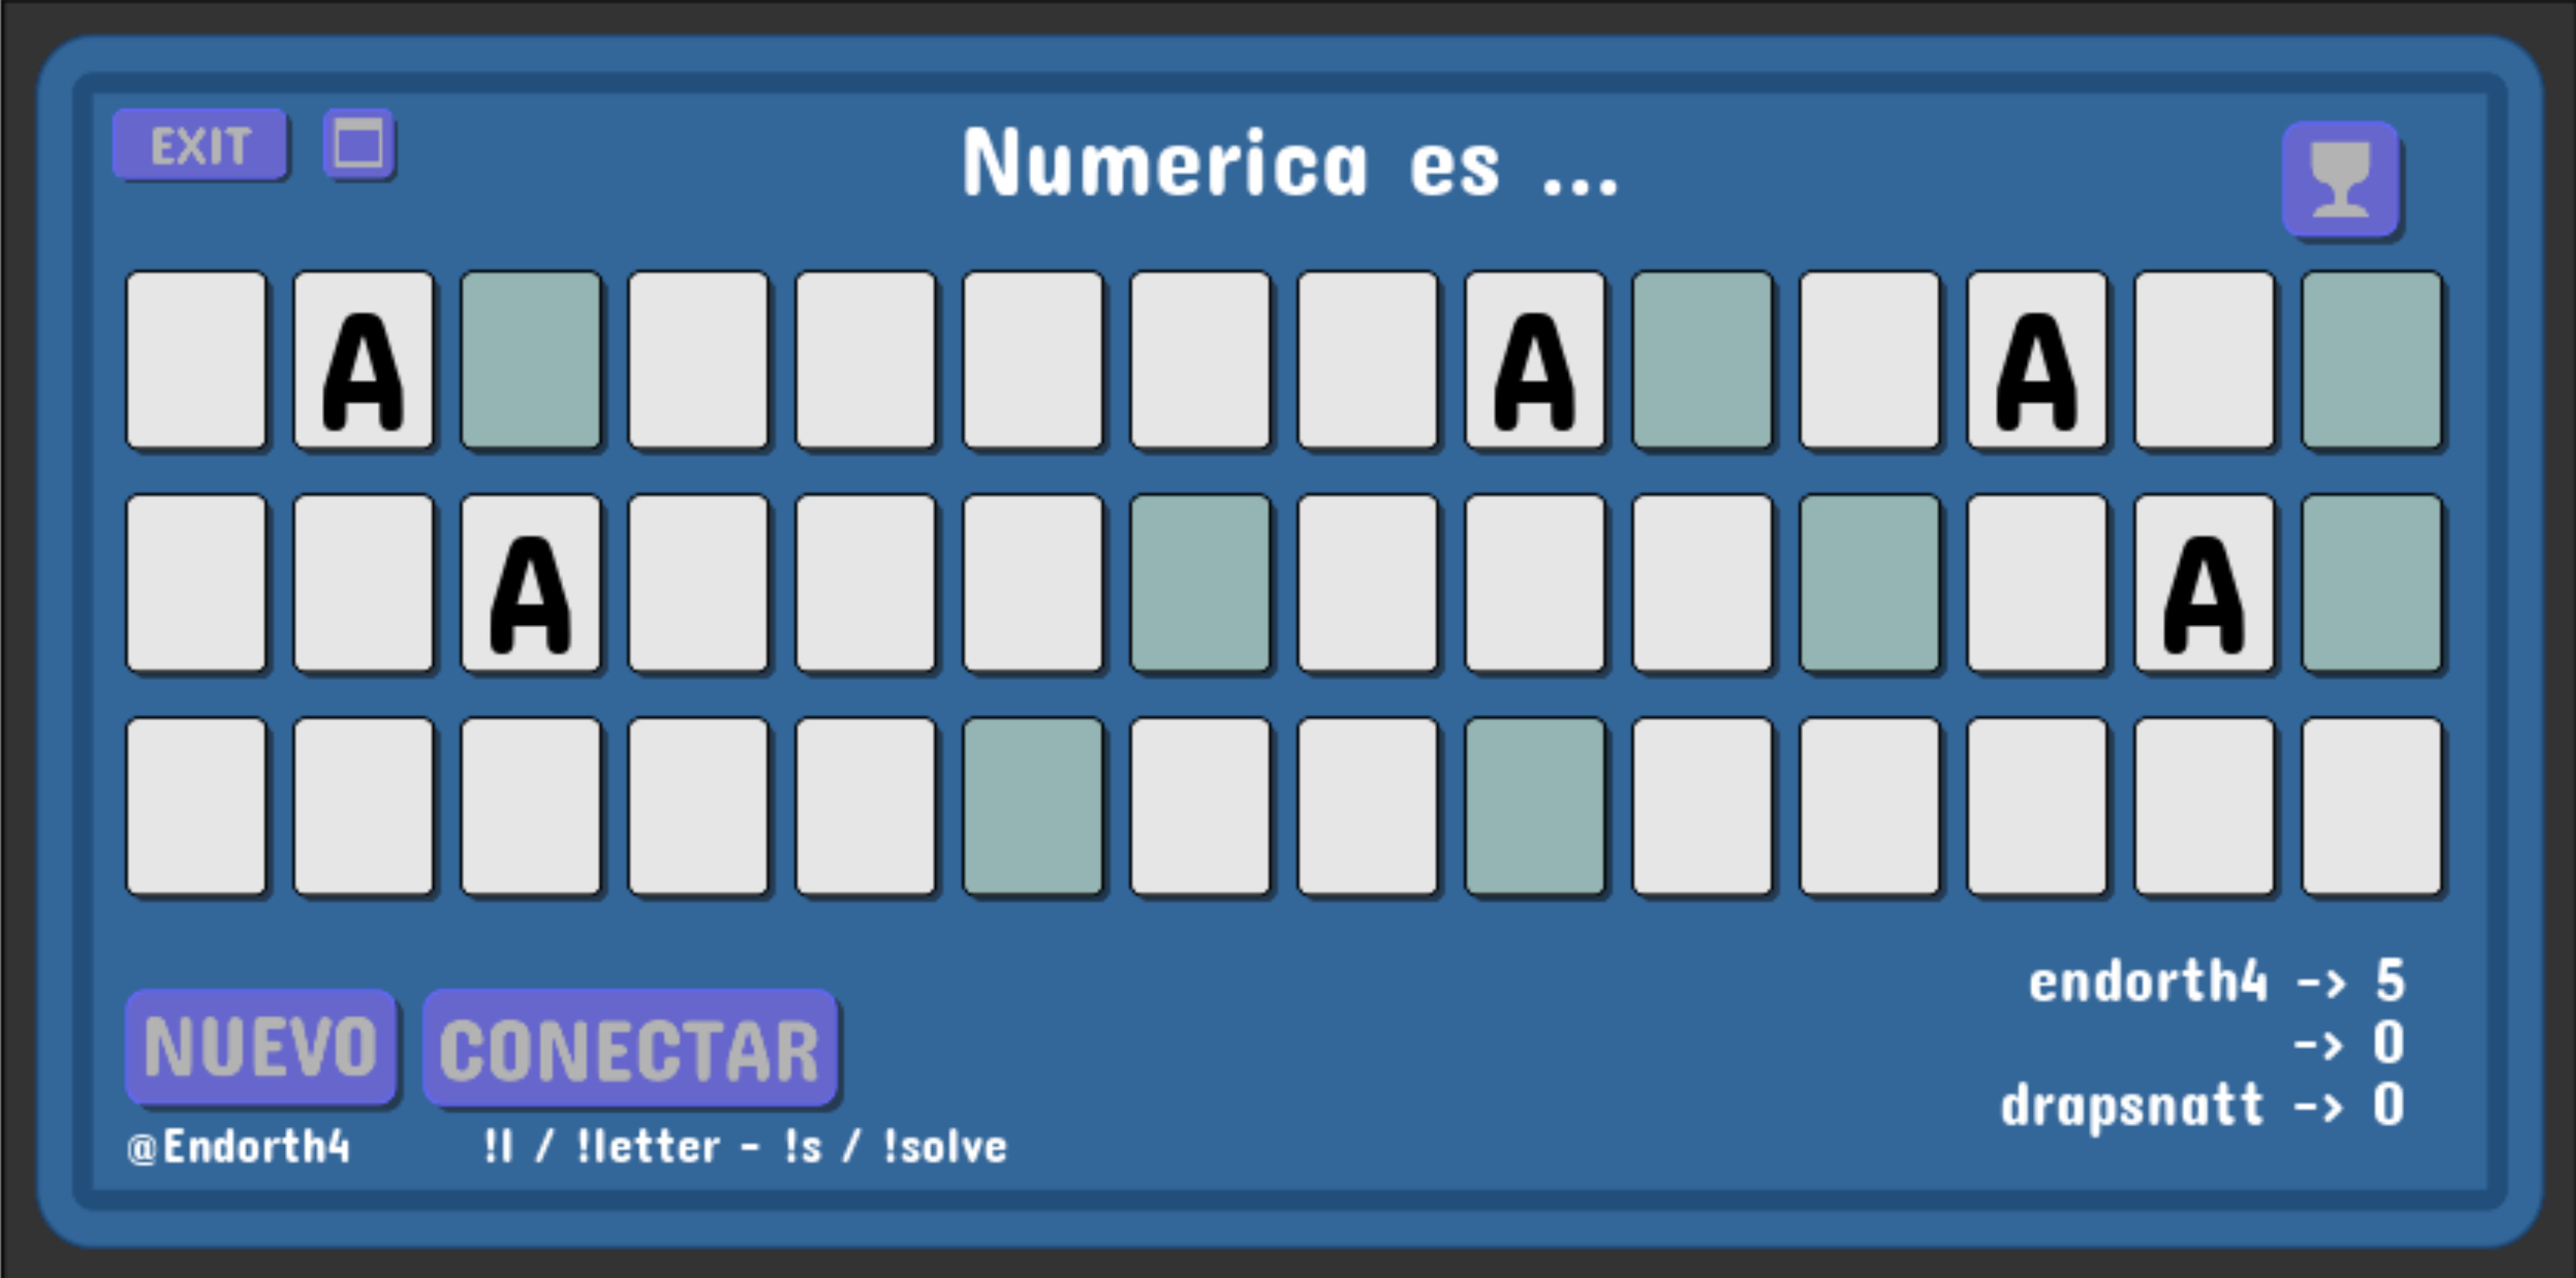 EXIT
Numerica es ...
A A A
A A
endorth4 -> 5
-> 0
drapsnatt -> 0
NUEVO CONECTAR
@Endorth4 !l / !letter - !s / !solve